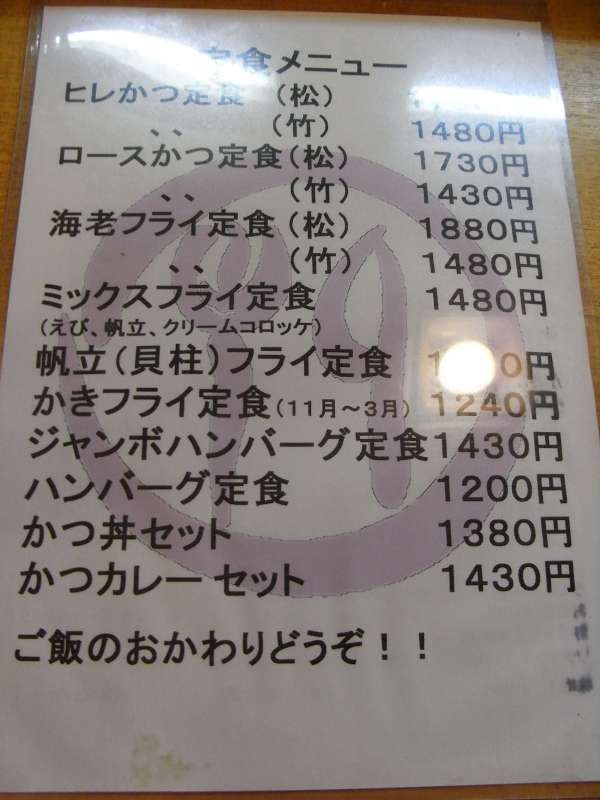 定食メニュー
ヒレかつ定食 (松)
、、 (竹) 1480円
ロースかつ定食(松) 1730円
、、 (竹) 1430円
海老フライ定食(松) 1880円
、、 (竹) 1480円
ミックスフライ定食 1480円
(えび、帆立、クリームコロッケ)
帆立(貝柱)フライ定食
かきフライ定食(11月～3月) 1240円
ジャンボハンバーグ定食1430円
ハンバーグ定食 1200円
かつ丼セット 1380円
かつカレーセット 1430円
ご飯のおかわりどうぞ！！